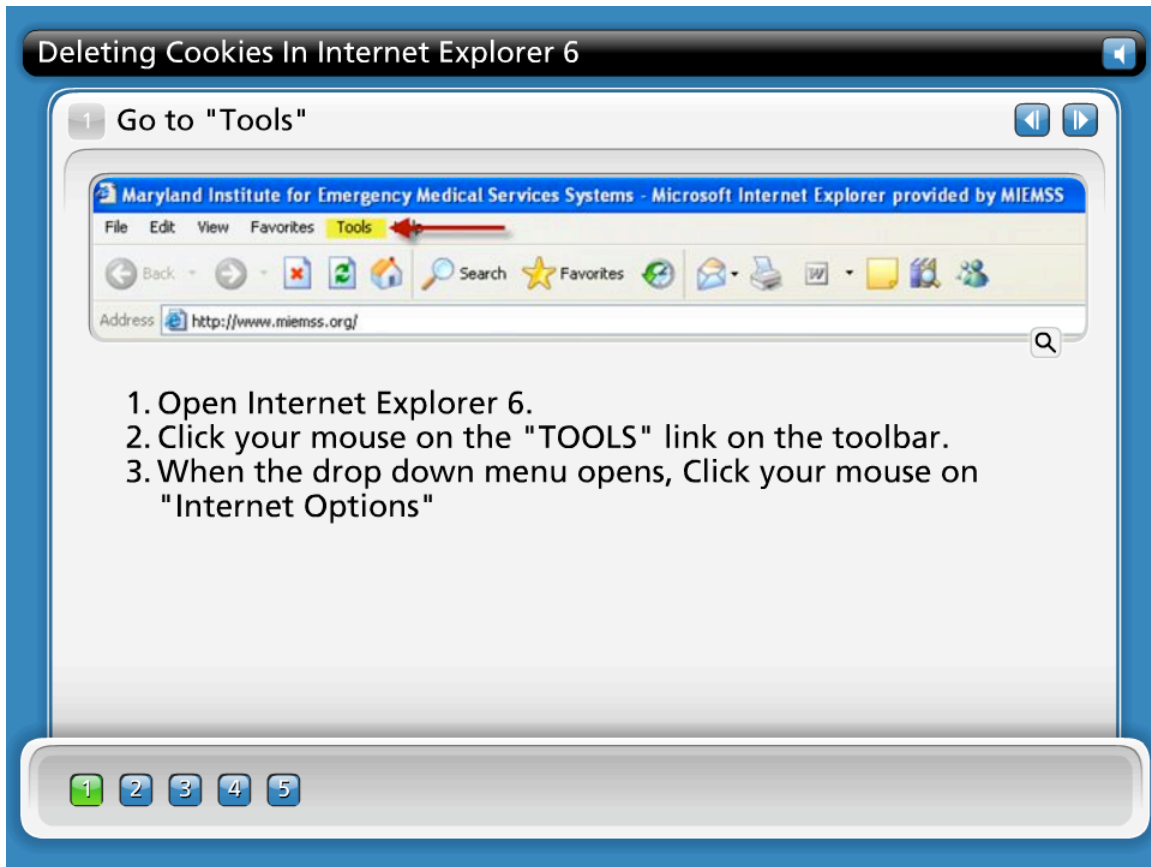 Deleting Cookies In Internet Explorer 6
1 Go to "Tools"
Maryland Institute for Emergency Medical Services Systems - Microsoft Internet Explorer provided by MIEMSS
File Edit View Favorites Tools
Back Search Favorites W
Address http://www.miemss.org/
1. Open Internet Explorer 6.
2. Click your mouse on the "TOOLS" link on the toolbar.
3. When the drop down menu opens, Click your mouse on
"Internet Options"
1 2 3 4 5